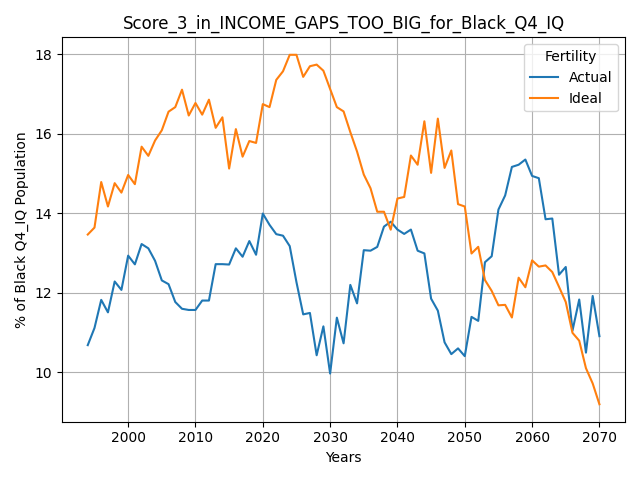 Score_3_in_INCOME_GAPS_TOO_BIG_for_Black_Q4_IQ
Fertility
Actual
Ideal
% of Black Q4_IQ Population
18
16
14
12
10
2000 2010 2020 2030 2040 2050 2060 2070
Years